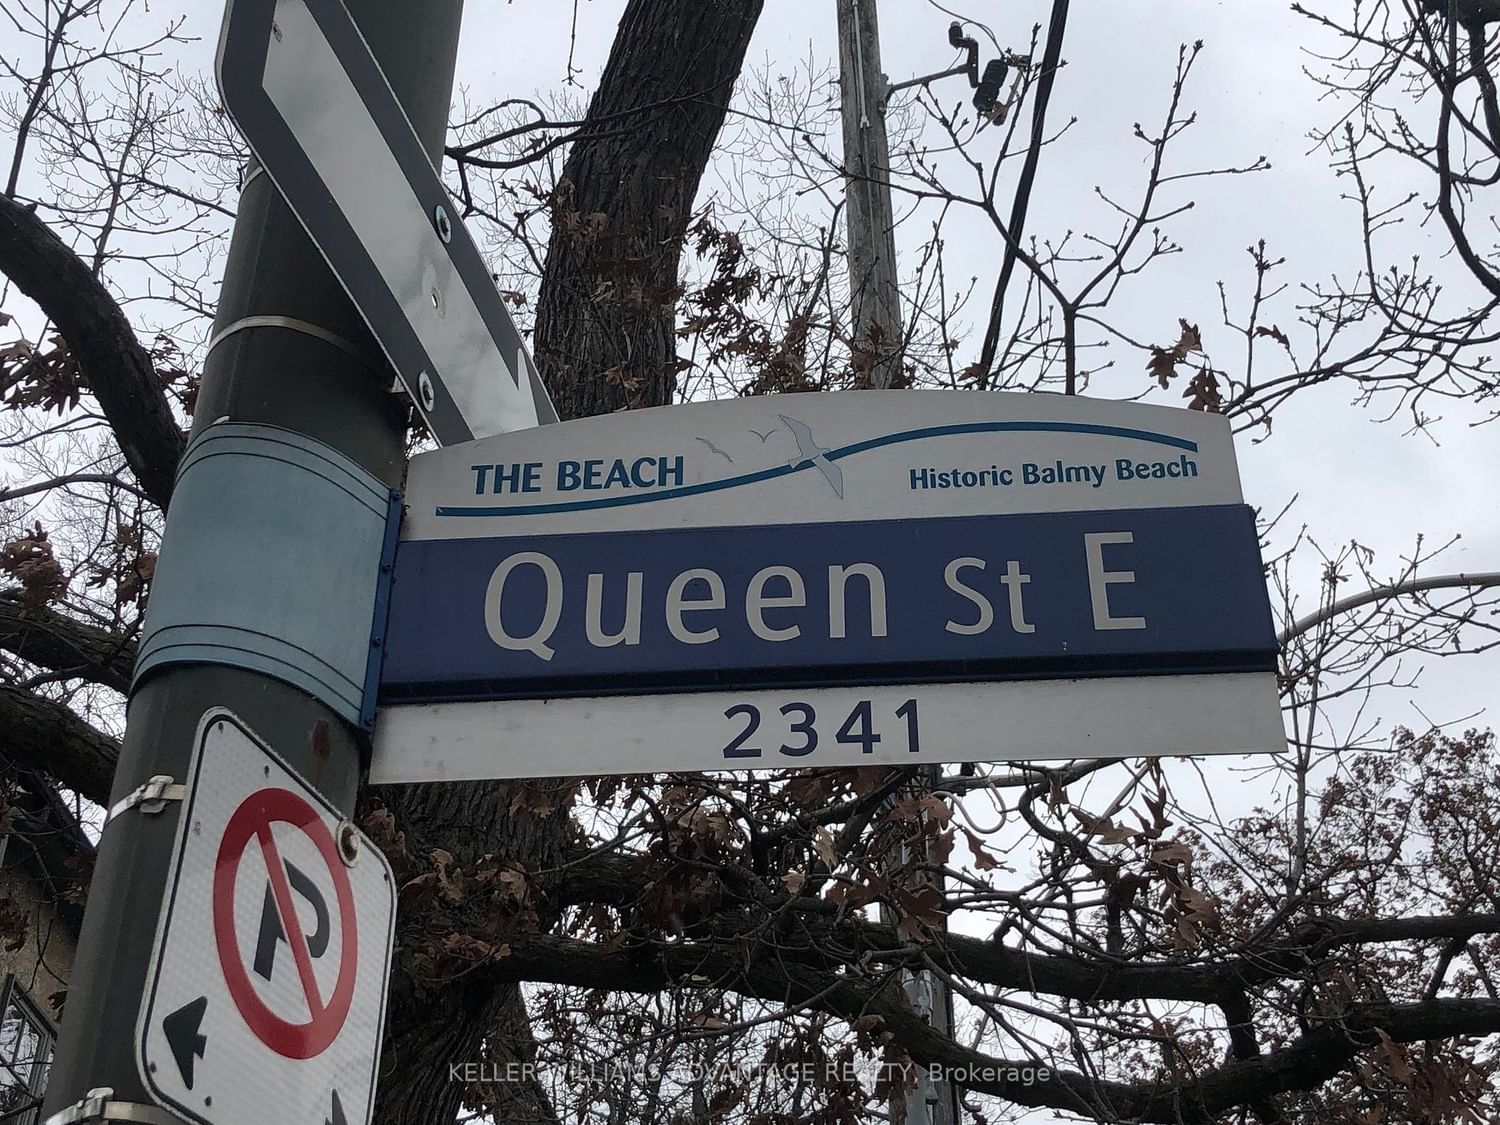 THE BEACH
Historic Balmy Beach
Queen St E
2341
P
KELLER WILLIAMS ADVANTAGE REALTY, Brokerage